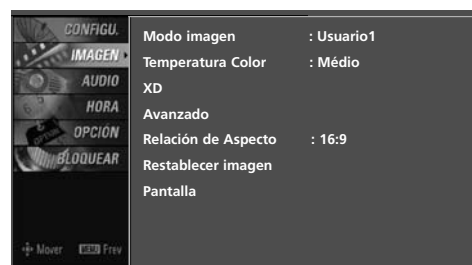 CONFIGU.
IMAGEN
AUDIO
HORA
OPCIÓN
BLOQUEAR
Mover MENU Prev
Modo imagen : Usuario1
Temperatura Color : Médio
XD
Avanzado
Relación de Aspecto : 16:9
Restablecer imagen
Pantalla